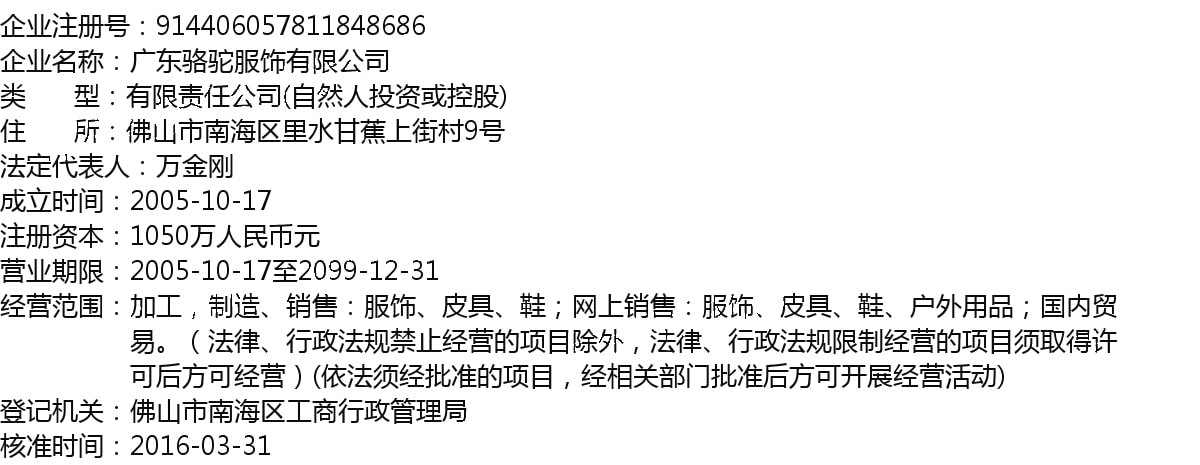 企业注册号：914406057811848686
企业名称：广东骆驼服饰有限公司
类　　型：有限责任公司(自然人投资或控股)
住　　所：佛山市南海区里水甘蕉上街村9号
法定代表人：万金刚
成立时间：2005-10-17
注册资本：1050万人民币元
营业期限：2005-10-17至2099-12-31
经营范围：加工，制造、销售：服饰、皮具、鞋；网上销售：服饰、皮具、鞋、户外用品；国内贸
易。（法律、行政法规禁止经营的项目除外，法律、行政法规限制经营的项目须取得许
可后方可经营）(依法须经批准的项目，经相关部门批准后方可开展经营活动)
登记机关：佛山市南海区工商行政管理局
核准时间：2016-03-31